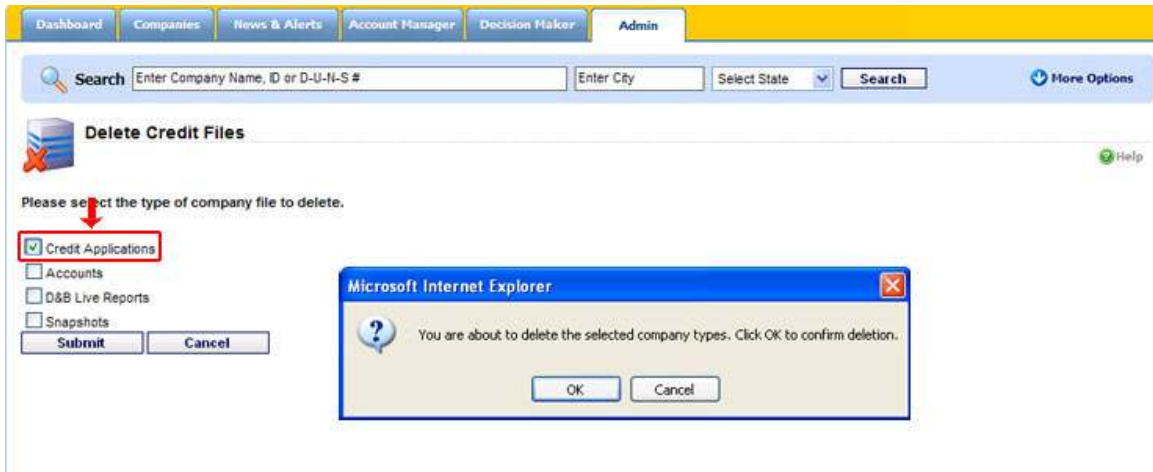 Dashboard Companies News & Alerts Account Manager Decision Maker Admin
Search Enter Company Name, ID or D-U-N-S # Enter City Select State Search More Options
Delete Credit Files
Help
Please select the type of company file to delete.
Credit Applications
Accounts
D&B Live Reports
Snapshots
Submit Cancel
Microsoft Internet Explorer
You are about to delete the selected company types. Click OK to confirm deletion.
OK Cancel